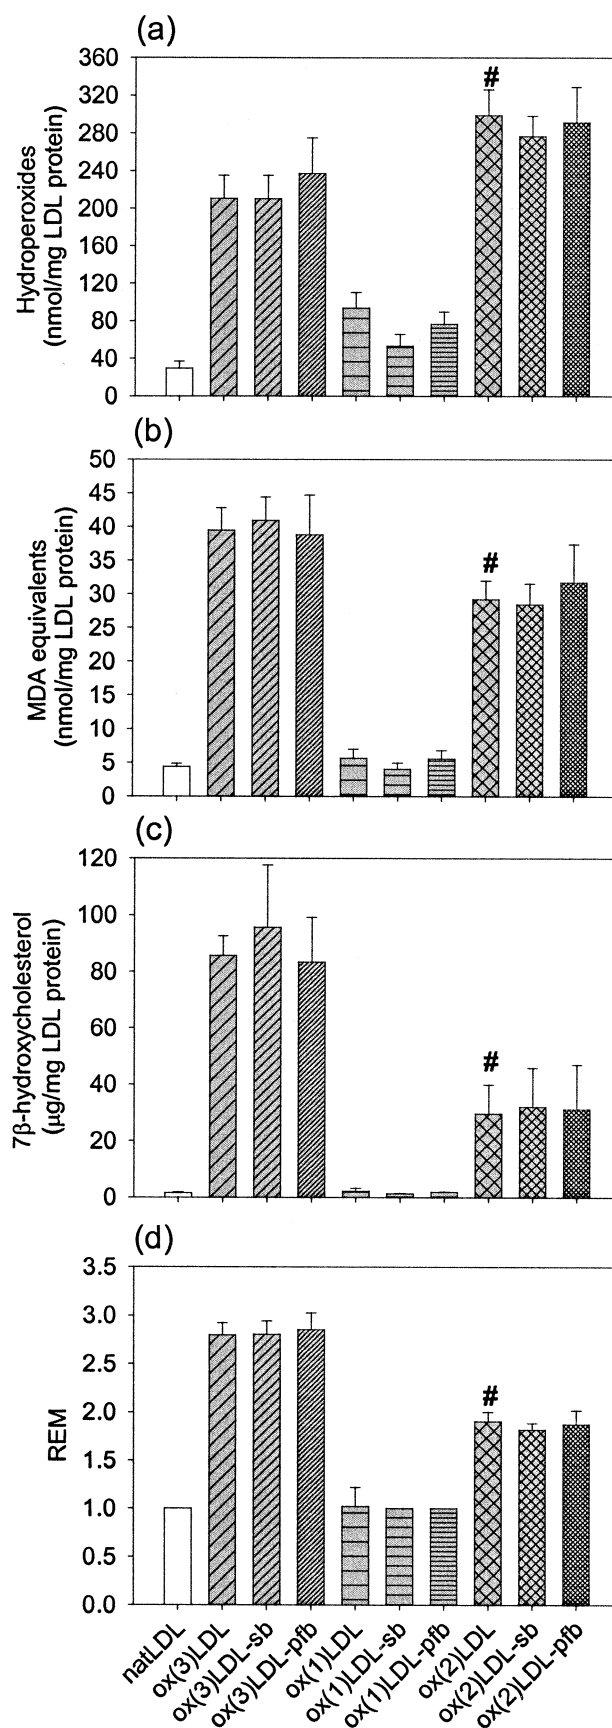 (a)
Hydroperoxides
(nmol/mg LDL protein)
360
320
280
240
200
160
120
80
40
0
#
(b)
MDA equivalents
(nmol/mg LDL protein)
50
45
40
35
30
25
20
15
10
5
0
#
(c)
7β-hydroxycholesterol
(µg/mg LDL protein)
120
100
80
60
40
20
0
#
(d)
REM
3.5
3.0
2.5
2.0
1.5
1.0
0.5
0.0
#
natLDL
ox(3)LDL
ox(3)LDL-sb
ox(3)LDL-pfb
ox(1)LDL
ox(1)LDL-sb
ox(1)LDL-pfb
ox(2)LDL
ox(2)LDL-sb
ox(2)LDL-pfb